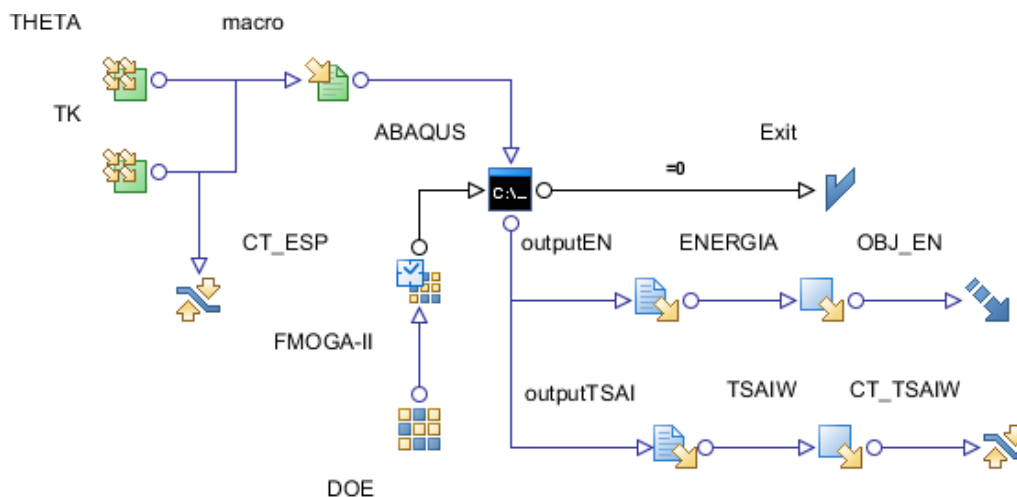 THETA
macro
TK
ABAQUS
Exit
=0
C:\_
CT_ESP
outputEN
ENERGIA
OBJ_EN
FMOGA-II
outputTSAI
TSAIW
CT_TSAIW
DOE